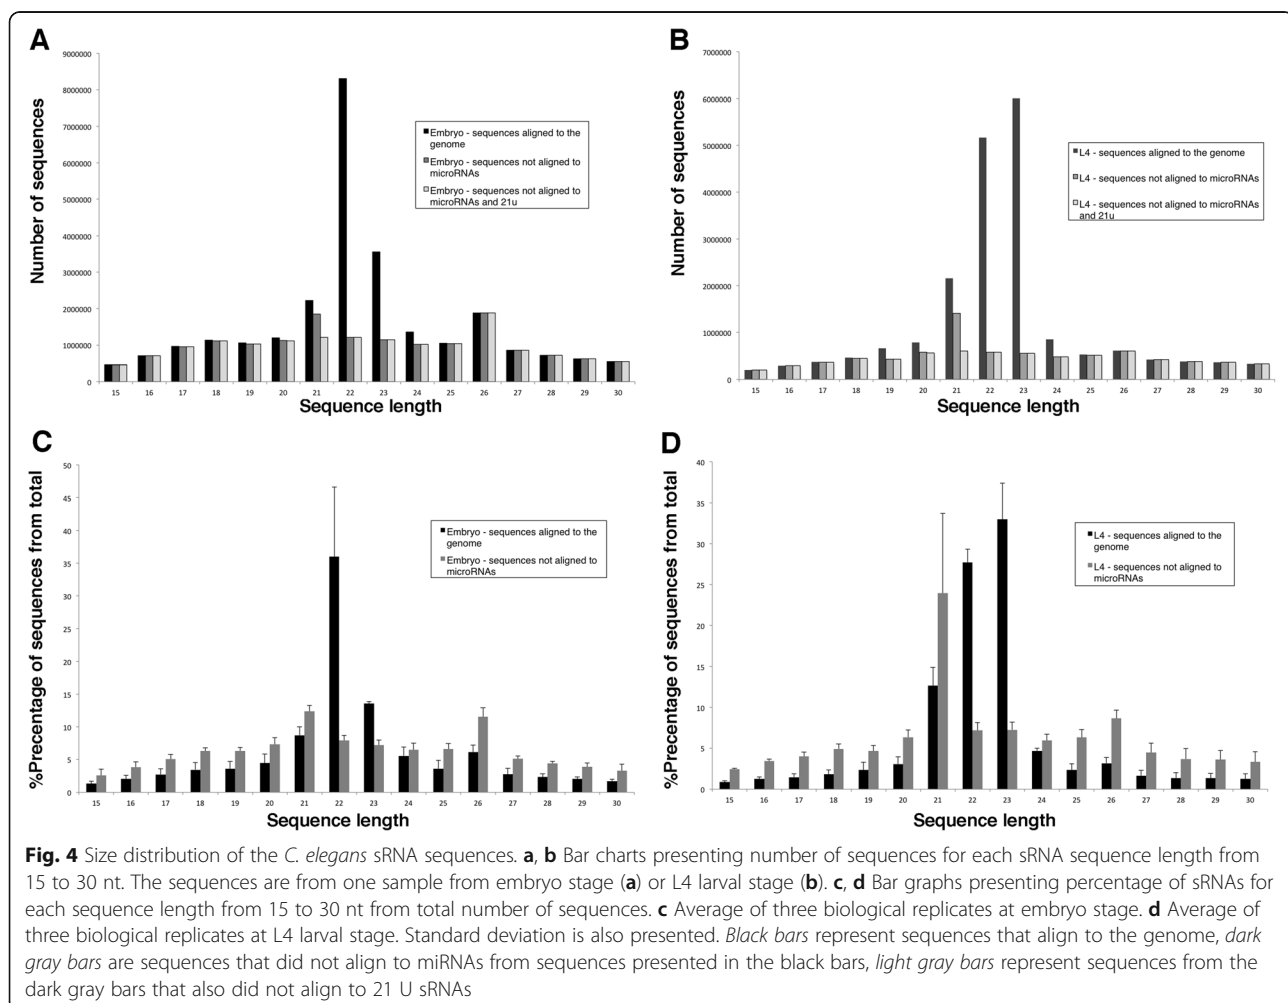 A
Number of sequences
9000000
8000000
7000000
6000000
5000000
4000000
3000000
2000000
1000000
0
Embryo - sequences aligned to the
genome
Embryo - sequences not aligned to
microRNAs
Embryo - sequences not aligned to
microRNAs and 21u
15 16 17 18 19 20 21 22 23 24 25 26 27 28 29 30
Sequence length
B
Number of sequences
7000000
6000000
5000000
4000000
3000000
2000000
1000000
0
L4 - sequences aligned to the genome
L4 - sequences not aligned to microRNAs
L4 - sequences not aligned to microRNAs
and 21u
15 16 17 18 19 20 21 22 23 24 25 26 27 28 29 30
Sequence length
C
%Precentage of sequences from total
50
45
40
35
30
25
20
15
10
5
0
Embryo - sequences aligned to the
genome
Embryo - sequences not aligned to
microRNAs
15 16 17 18 19 20 21 22 23 24 25 26 27 28 29 30
Sequence length
D
%Precentage of sequences from total
40
35
30
25
20
15
10
5
0
L4 - sequences aligned to the
genome
L4 - sequences not aligned to
microRNAs
15 16 17 18 19 20 21 22 23 24 25 26 27 28 29 30
Sequence length
Fig. 4 Size distribution of the C. elegans sRNA sequences. a, b Bar charts presenting number of sequences for each sRNA sequence length from
15 to 30 nt. The sequences are from one sample from embryo stage (a) or L4 larval stage (b). c, d Bar graphs presenting percentage of sRNAs for
each sequence length from 15 to 30 nt from total number of sequences. c Average of three biological replicates at embryo stage. d Average of
three biological replicates at L4 larval stage. Standard deviation is also presented. Black bars represent sequences that align to the genome, dark
gray bars are sequences that did not align to miRNAs from sequences presented in the black bars, light gray bars represent sequences from the
dark gray bars that also did not align to 21 U sRNAs